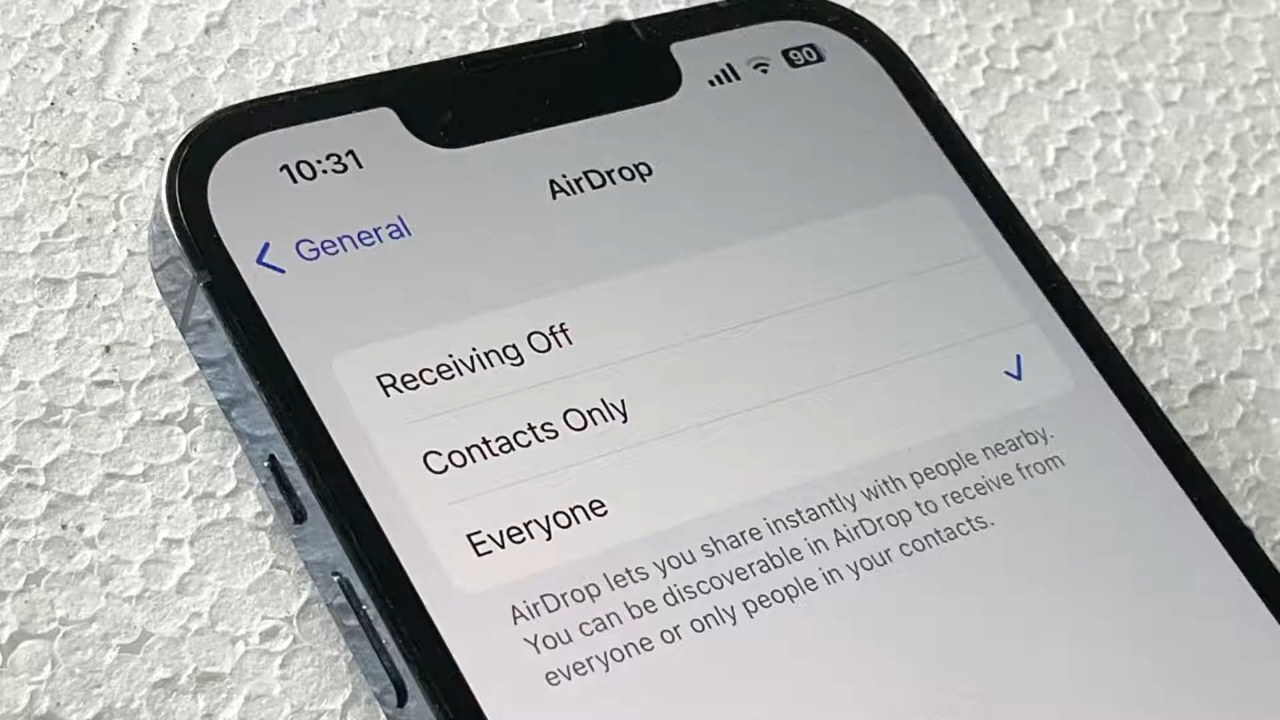 10:31
90
AirDrop
General
Receiving Off
Contacts Only
Everyone
AirDrop lets you share instantly with people nearby.
You can be discoverable in AirDrop to receive from
everyone or only people in your contacts.